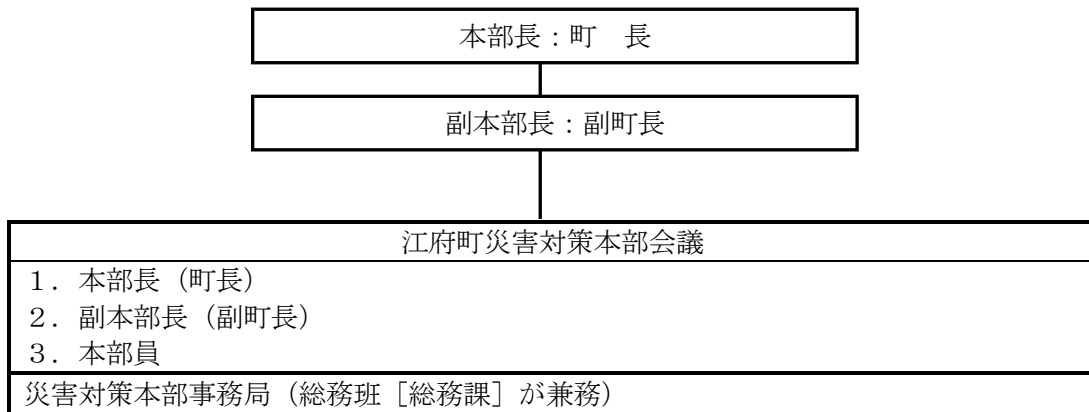 本部長：町　長
副本部長：副町長
江府町災害対策本部会議
１．本部長（町長）
２．副本部長（副町長）
３．本部員
災害対策本部事務局（総務班［総務課］が兼務）